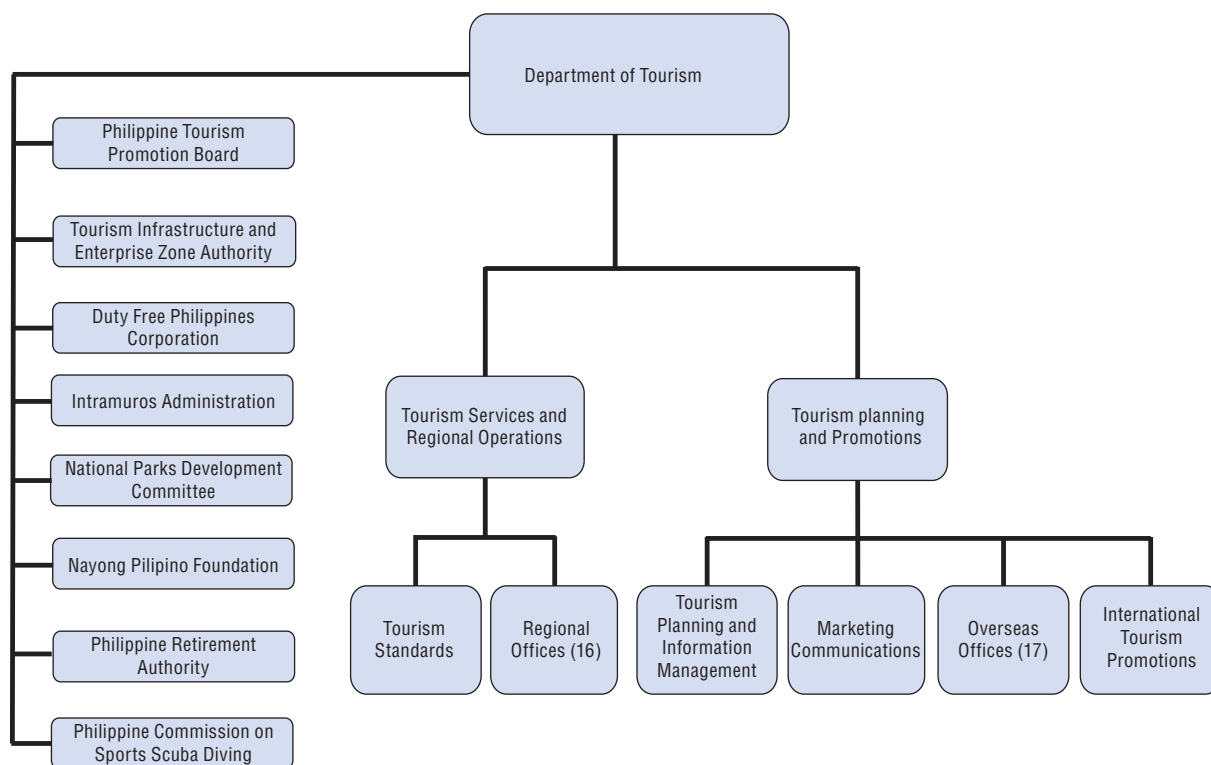 Department of Tourism
Philippine Tourism
Promotion Board
Tourism Infrastructure and
Enterprise Zone Authority
Duty Free Philippines
Corporation
Intramuros Administration
National Parks Development
Committee
Nayong Pilipino Foundation
Philippine Retirement
Authority
Philippine Commission on
Sports Scuba Diving
Tourism Services and
Regional Operations
Tourism planning
and Promotions
Tourism
Standards
Regional
Offices (16)
Tourism
Planning and
Information
Management
Marketing
Communications
Overseas
Offices (17)
International
Tourism
Promotions